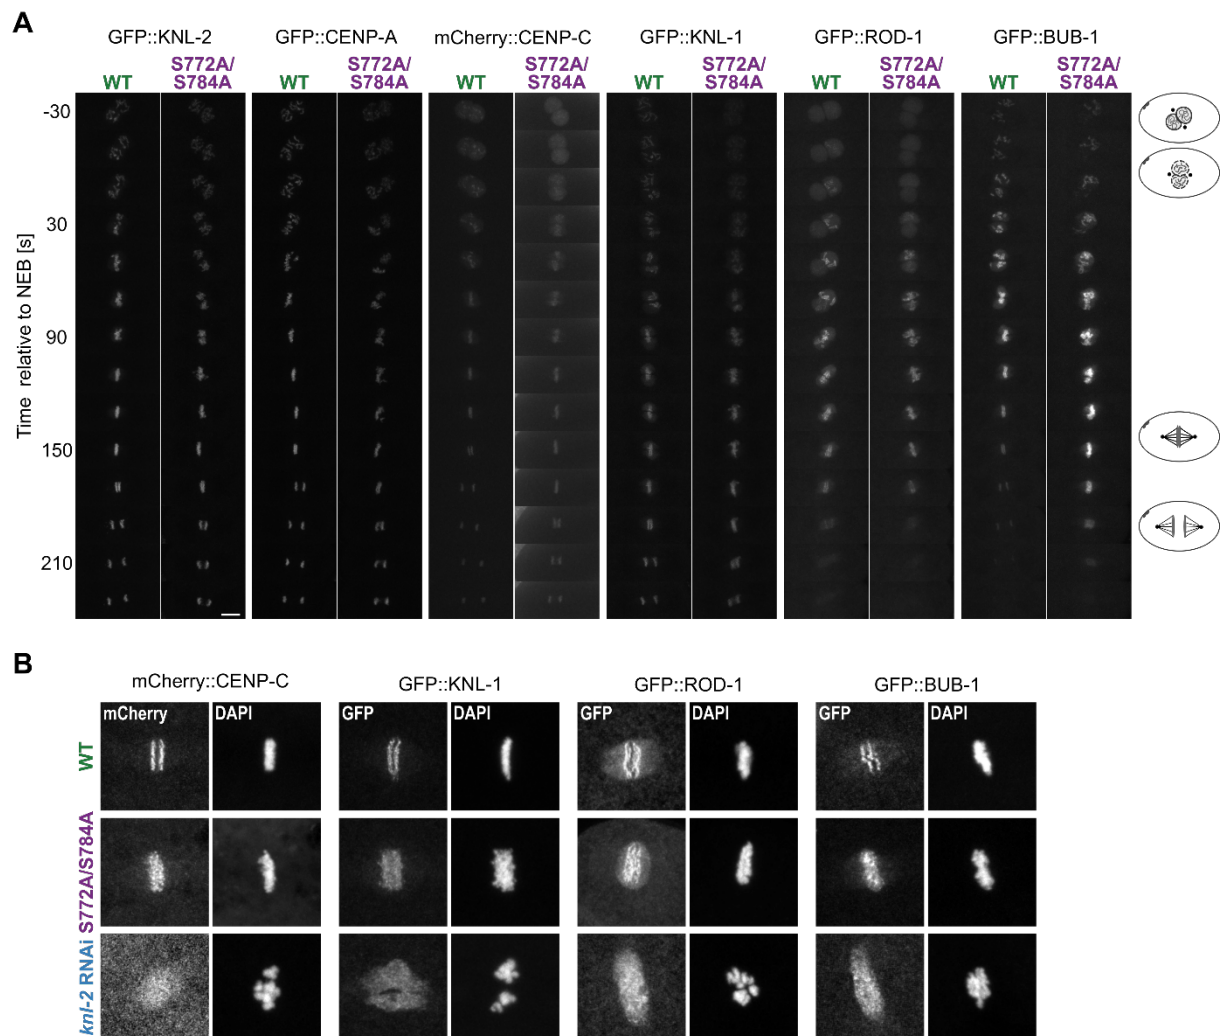 A
GFP::KNL-2 GFP::CENP-A mCherry::CENP-C GFP::KNL-1 GFP::ROD-1 GFP::BUB-1
WT S772A/S784A WT S772A/S784A WT S772A/S784A WT S772A/S784A WT S772A/S784A WT S772A/S784A
Time relative to NEB [s]
-30
30
90
150
210
B
mCherry::CENP-C GFP::KNL-1 GFP::ROD-1 GFP::BUB-1
mCherry DAPI GFP DAPI GFP DAPI GFP DAPI
WT
S772A/S784A
knl-2 RNAi